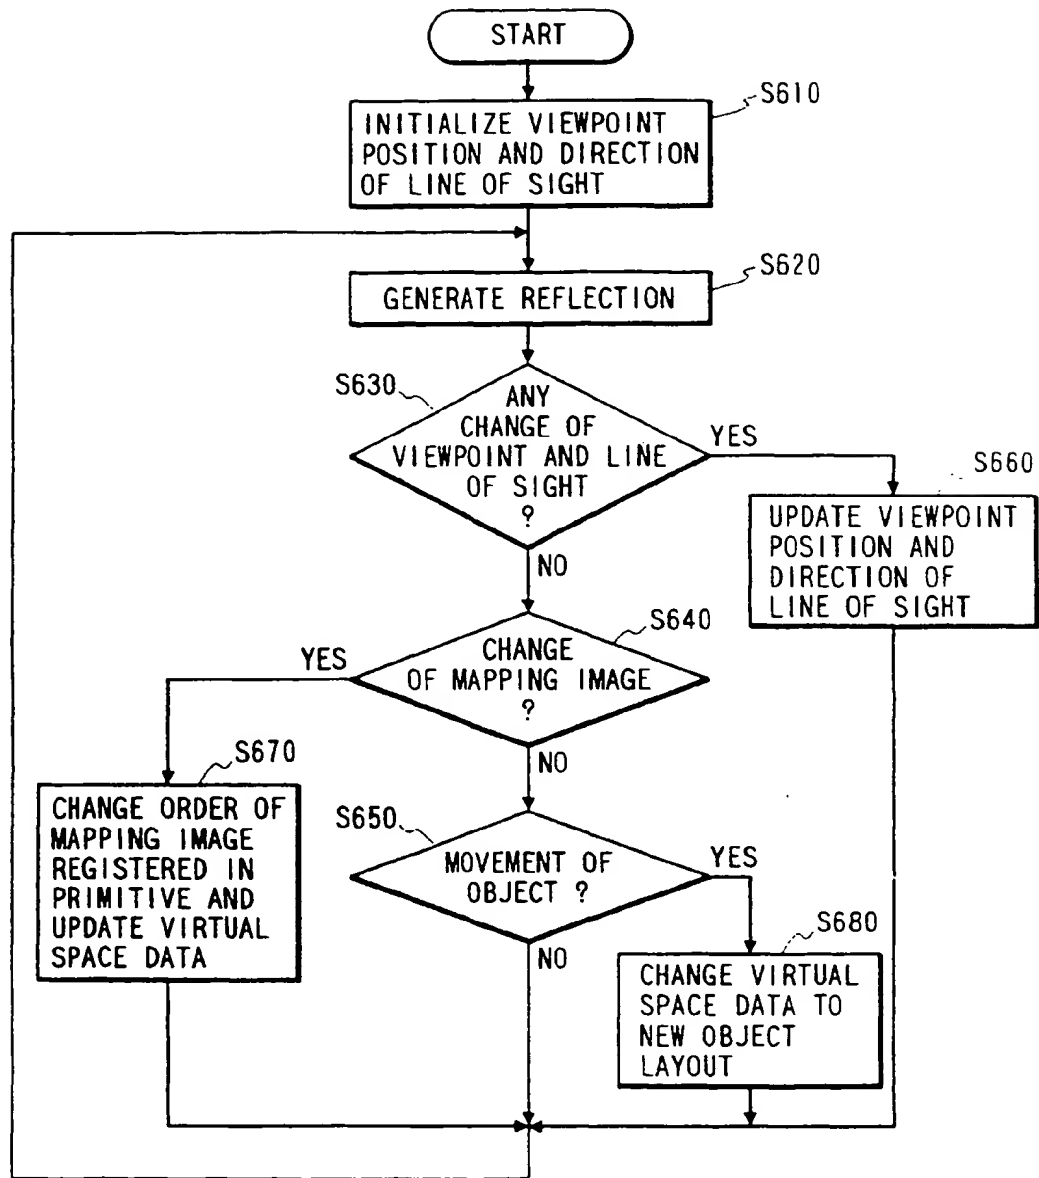 START
S610
INITIALIZE VIEWPOINT
POSITION AND DIRECTION
OF LINE OF SIGHT
S620
GENERATE REFLECTION
S630
ANY
CHANGE OF
VIEWPOINT AND LINE
OF SIGHT
?
YES
NO
S660
UPDATE VIEWPOINT
POSITION AND
DIRECTION OF
LINE OF SIGHT
S640
CHANGE
OF MAPPING IMAGE
?
YES
NO
S670
CHANGE ORDER OF
MAPPING IMAGE
REGISTERED IN
PRIMITIVE AND
UPDATE VIRTUAL
SPACE DATA
S650
MOVEMENT OF
OBJECT ?
YES
NO
S680
CHANGE VIRTUAL
SPACE DATA TO
NEW OBJECT
LAYOUT